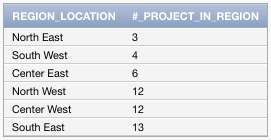 REGION_LOCATION #_PROJECT_IN_REGION
North East 3
South West 4
Center East 6
North West 12
Center West 12
South East 13